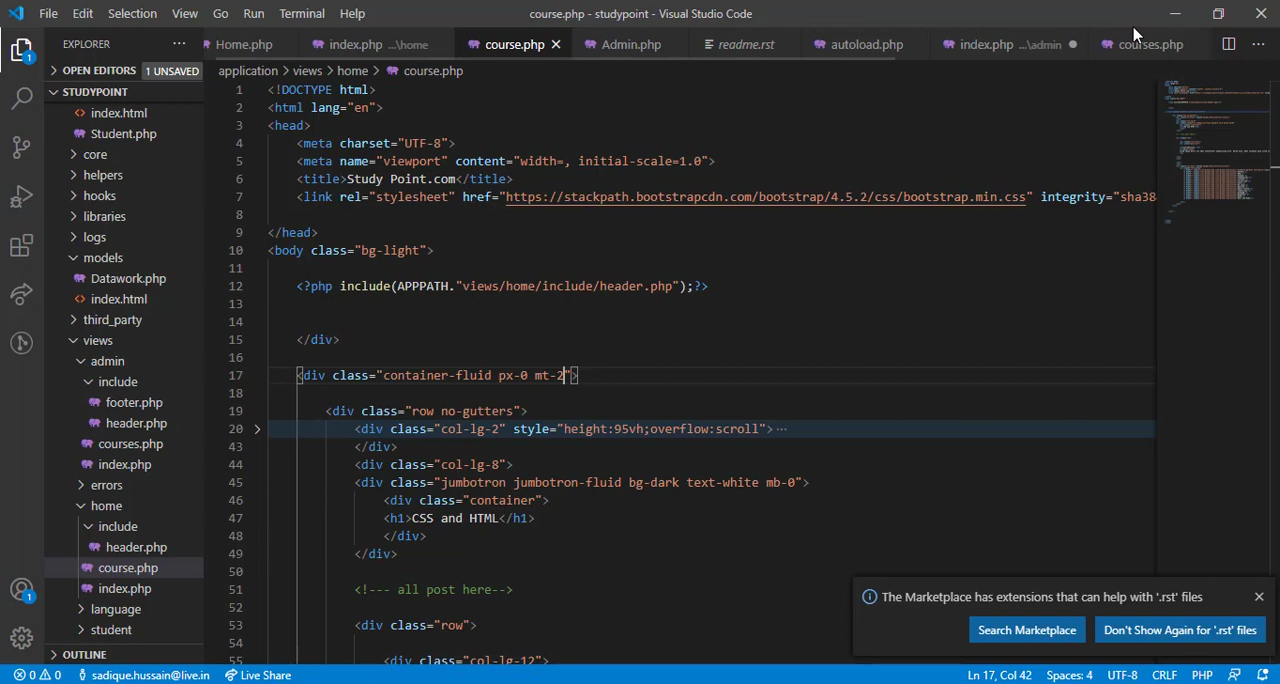 File Edit Selection View Go Run Terminal Help course.php - studypoint - Visual Studio Code
EXPLORER ··· Home.php index.php ...\home course.php Admin.php readme.rst autoload.php index.php ...\admin courses.php
OPEN EDITORS 1 UNSAVED
application > views > home > course.php
STUDYPOINT
index.html
Student.php
core
helpers
hooks
libraries
logs
models
Datawork.php
index.html
third_party
views
admin
include
footer.php
header.php
courses.php
index.php
errors
home
include
header.php
course.php
index.php
language
student
OUTLINE
1 <!DOCTYPE html>
2 <html lang="en">
3 <head>
4 <meta charset="UTF-8">
5 <meta name="viewport" content="width=, initial-scale=1.0">
6 <title>Study Point.com</title>
7 <link rel="stylesheet" href="https://stackpath.bootstrapcdn.com/bootstrap/4.5.2/css/bootstrap.min.css" integrity="sha38
8
9 </head>
10 <body class="bg-light">
11
12 <?php include(APPPATH."views/home/include/header.php");?>
13
14
15 </div>
16
17 <div class="container-fluid px-0 mt-2">
18
19 <div class="row no-gutters">
20 <div class="col-lg-2" style="height:95vh;overflow:scroll"> ···
43 </div>
44 <div class="col-lg-8">
45 <div class="jumbotron jumbotron-fluid bg-dark text-white mb-0">
46 <div class="container">
47 <h1>CSS and HTML</h1>
48 </div>
49 </div>
50
51 <!--- all post here-->
52
53 <div class="row">
54
55 <div class="col-lg-12">
The Marketplace has extensions that can help with '.rst' files
Search Marketplace Don't Show Again for '.rst' files
0 0 sadique.hussain@live.in Live Share Ln 17, Col 42 Spaces: 4 UTF-8 CRLF PHP